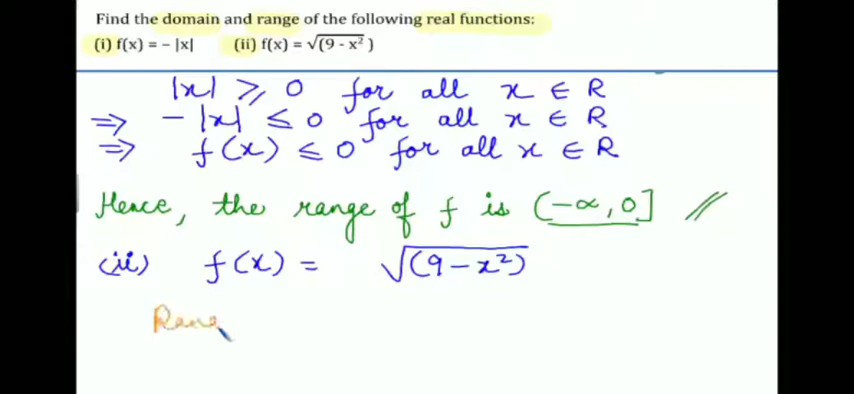 Find the domain and range of the following real functions:
(i) f(x) = – |x| (ii) f(x) = √(9 - x²)
|x| ≥ 0 for all x ∈ R
⇒ - |x| ≤ 0 for all x ∈ R
⇒ f(x) ≤ 0 for all x ∈ R
Hence, the range of f is (-∝, 0] //
(ii) f(x) = √(9-x²)
Rang